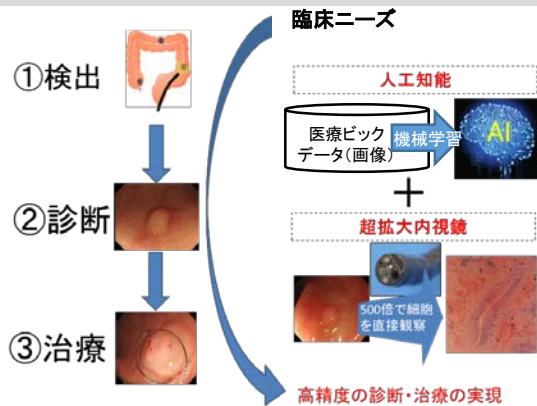 臨床ニーズ
①検出
②診断
③治療
人工知能
医療ビック
データ(画像)
機械学習
AI
+
超拡大内視鏡
500倍で細胞
を直接観察
高精度の診断・治療の実現